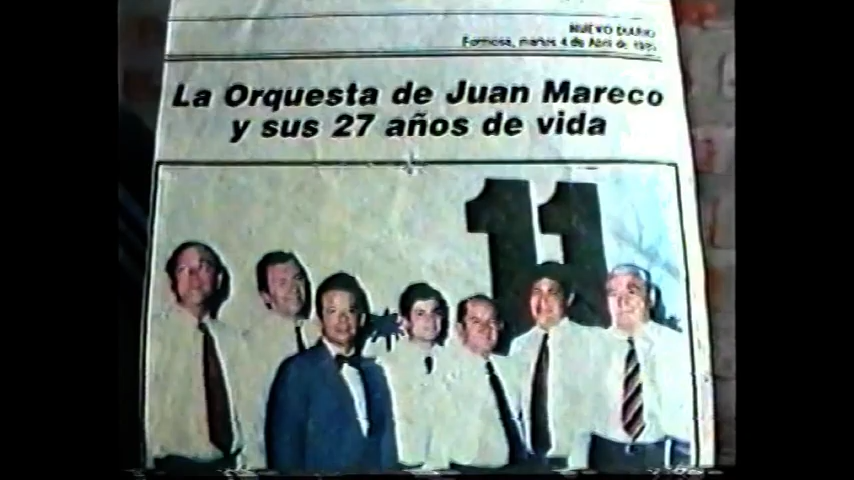 NUEVO DIARIO
Formosa, martes 4 de Abril de
La Orquesta de Juan Mareco
y sus 27 años de vida
11